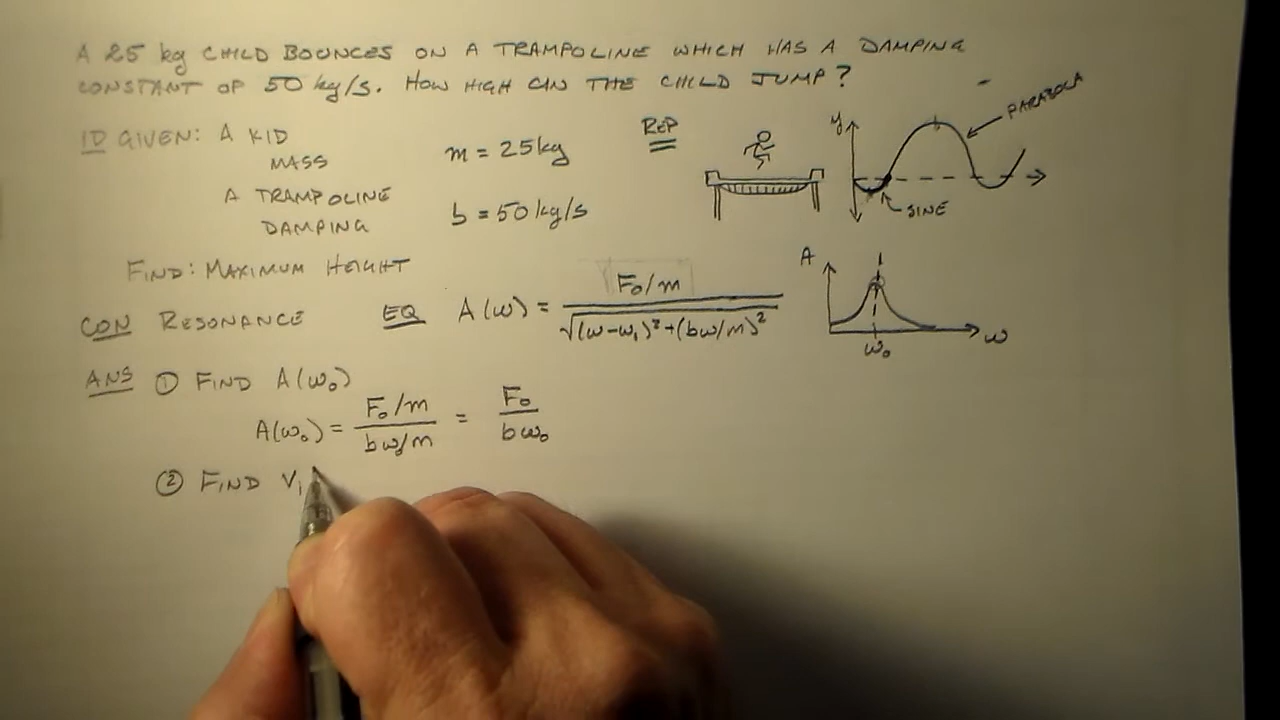 A 25 kg CHILD BOUNCES ON A TRAMPOLINE WHICH HAS A DAMPING
CONSTANT OF 50 kg/s. HOW HIGH CAN THE CHILD JUMP?
ID GIVEN: A KID
MASS m = 25 kg
A TRAMPOLINE
DAMPING b = 50 kg/s
FIND: MAXIMUM HEIGHT
REP
y PARABOLA
SINE
CON RESONANCE EQ A(ω) = F₀/m / √((ω-ω₁)²+(bω/m)²
A ω
ω₀
ANS ① FIND A(ω₀)
A(ω₀) = F₀/m / bω₀/m = F₀ / bω₀
② FIND V₁